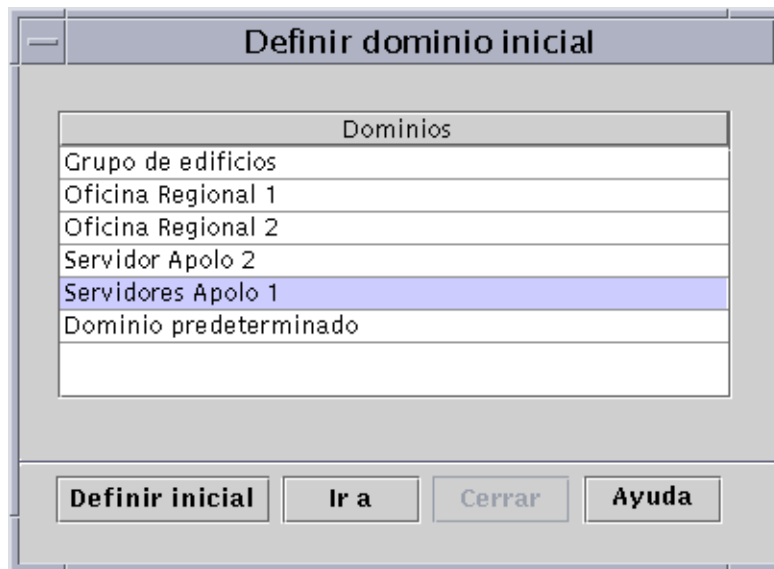 Definir dominio inicial
Dominios
Grupo de edificios
Oficina Regional 1
Oficina Regional 2
Servidor Apolo 2
Servidores Apolo 1
Dominio predeterminado
Definir inicial Ir a Cerrar Ayuda